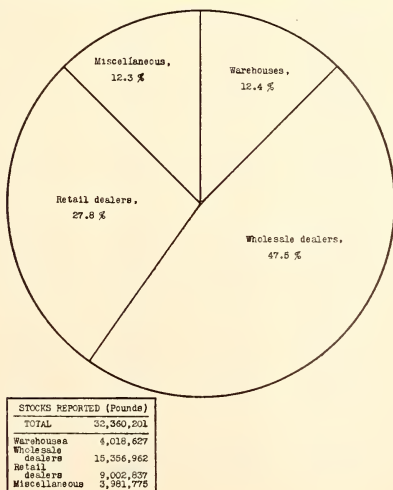 Miscellaneous,
12.3 %
Warehouses,
12.4 %
Retail dealers,
27.8 %
Wholesale dealers,
47.5 %
STOCKS REPORTED (Pounds)
TOTAL 32,360,201
Warehouses 4,018,627
Wholesale
dealers 15,356,962
Retail
dealers 9,002,837
Miscellaneous 3,981,775